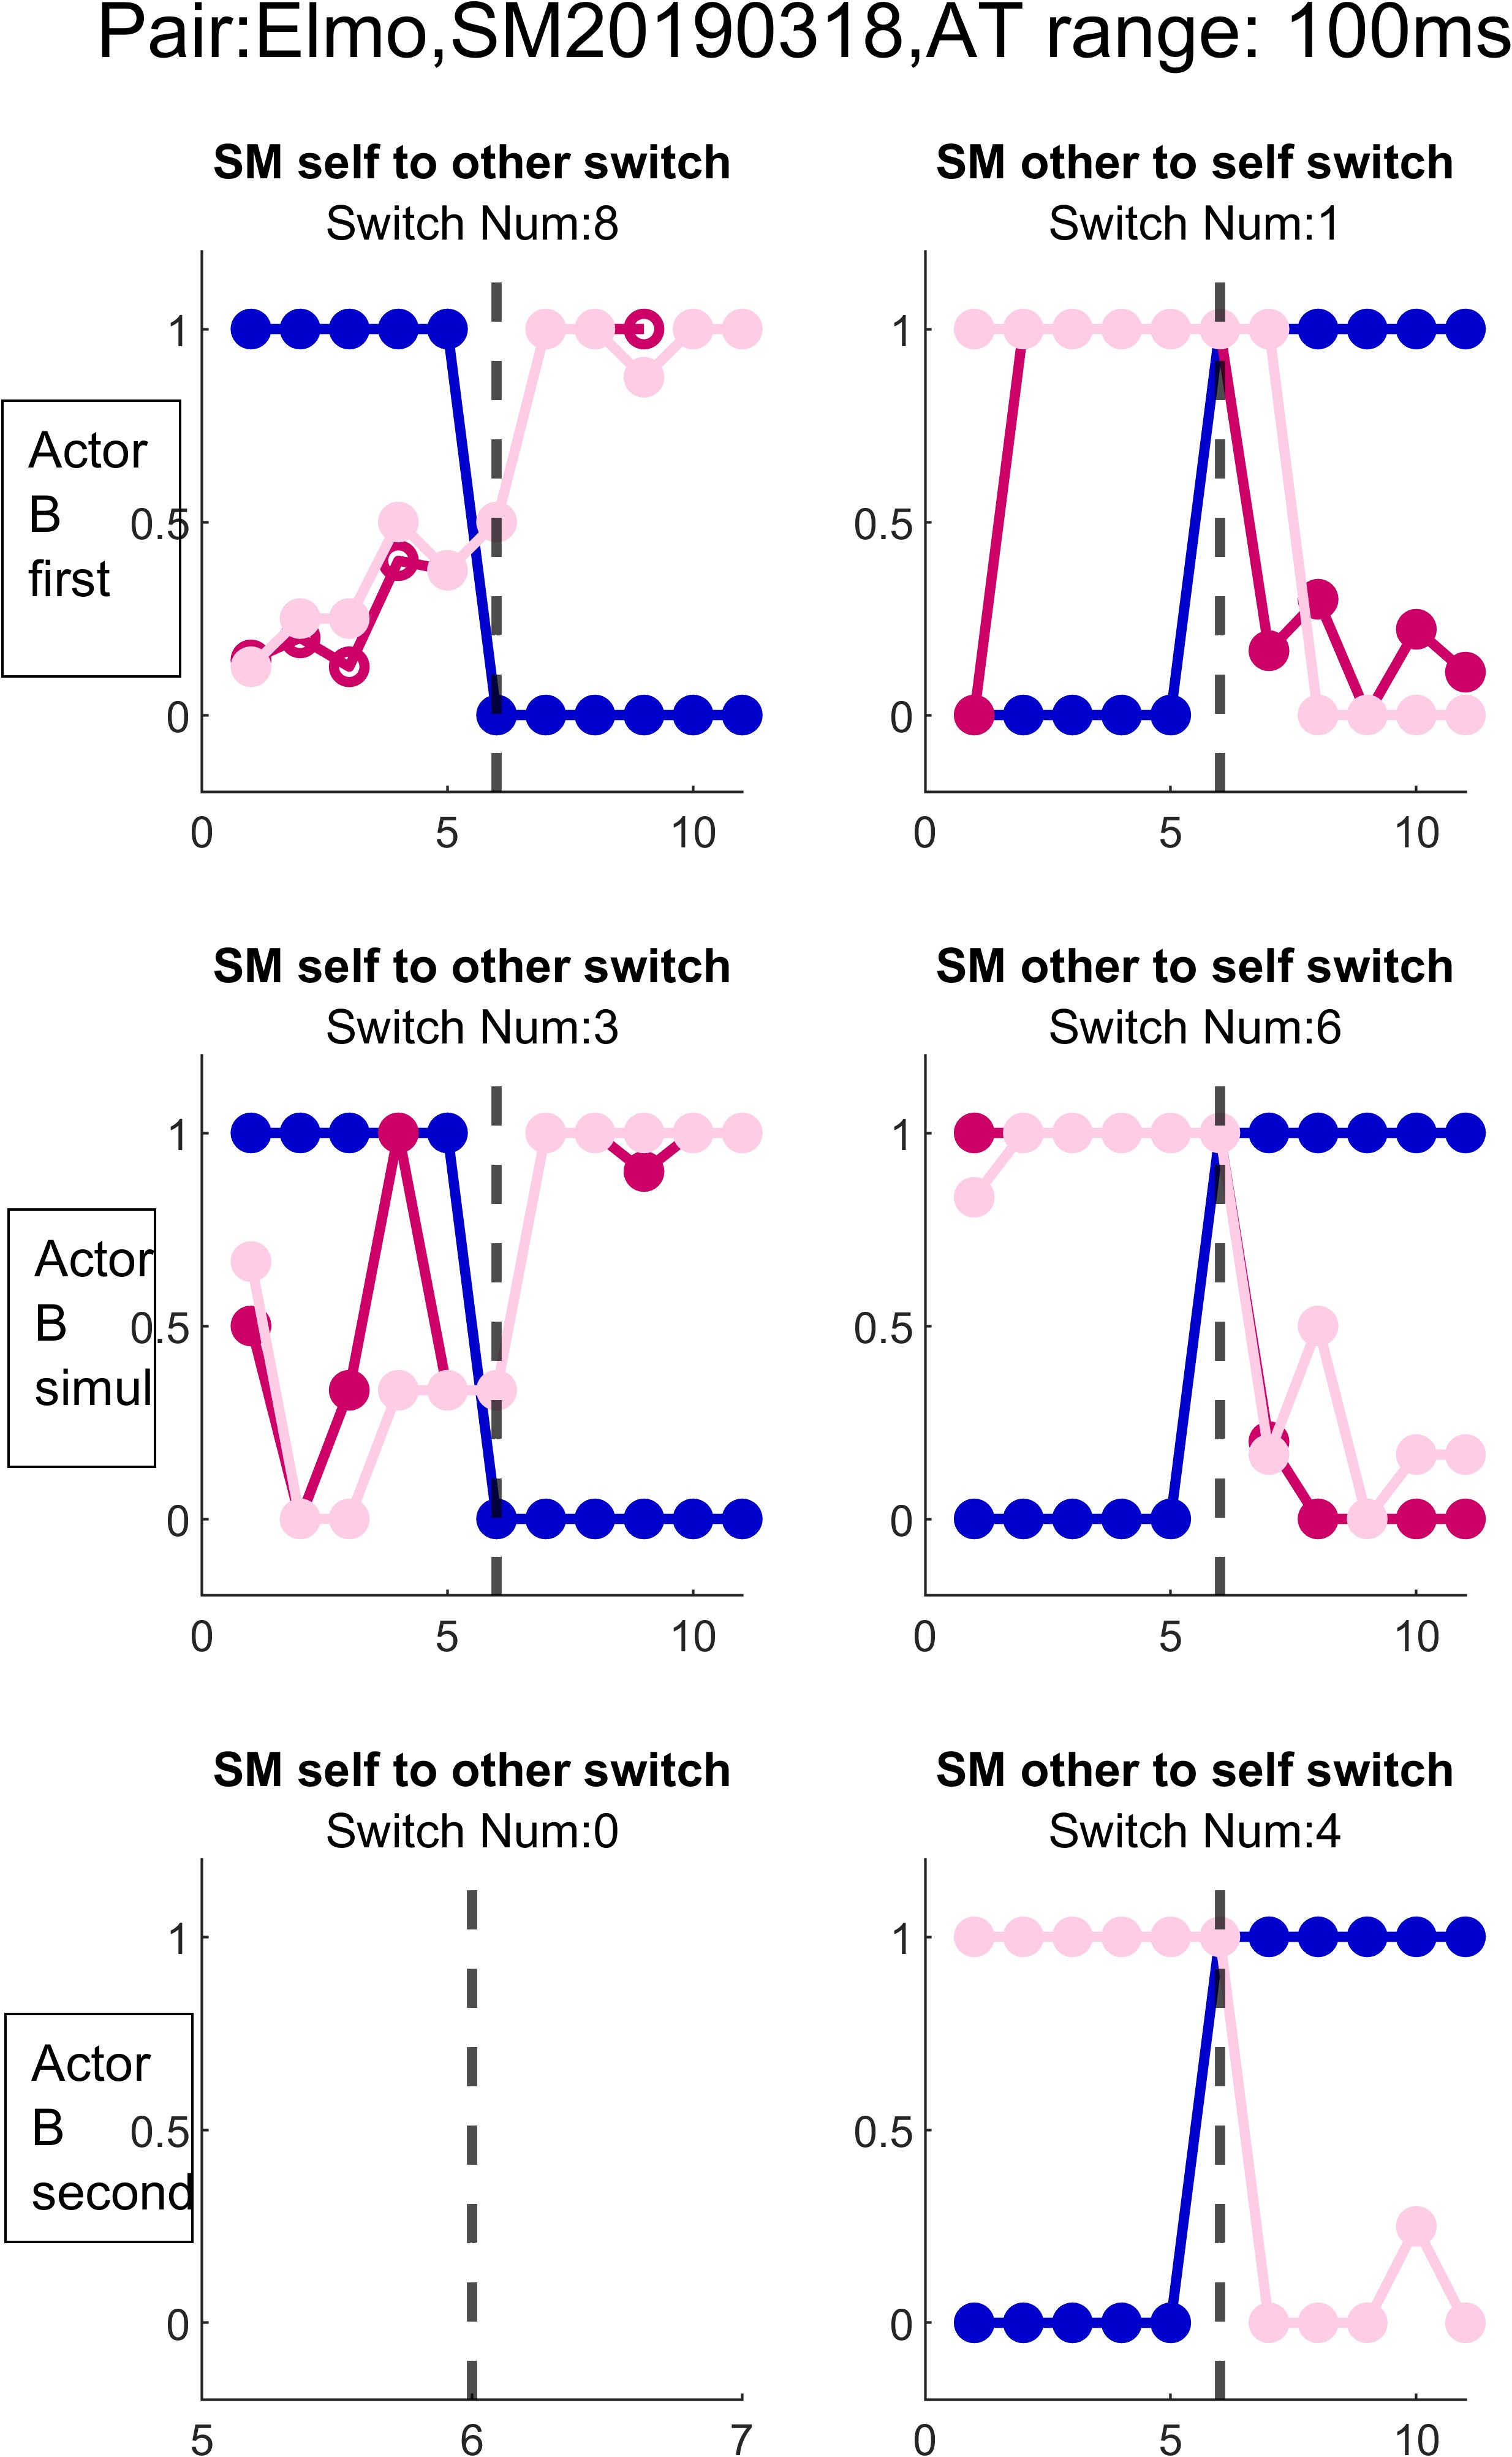 Pair:Elmo,SM20190318,AT range: 100ms
SM self to other switch
Switch Num:8
1
0.5
0
0
5
10
Actor
B
first
SM other to self switch
Switch Num:1
1
0.5
0
0
5
10
SM self to other switch
Switch Num:3
1
0.5
0
0
5
10
Actor
B
simul
SM other to self switch
Switch Num:6
1
0.5
0
0
5
10
SM self to other switch
Switch Num:0
1
0.5
0
5
6
7
Actor
B
second
SM other to self switch
Switch Num:4
1
0.5
0
0
5
10